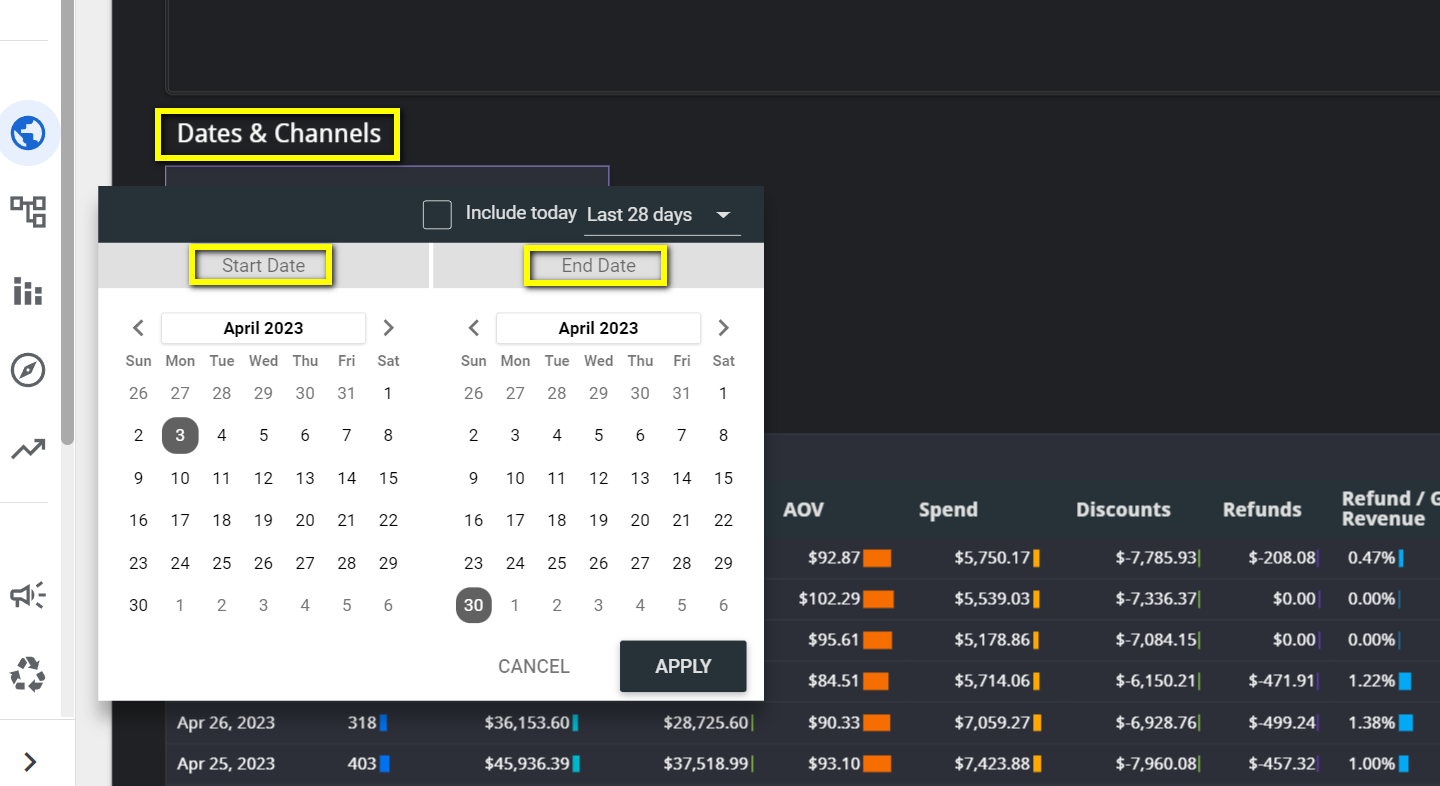 Dates & Channels
Include today Last 28 days
Start Date End Date
April 2023 April 2023
Sun Mon Tue Wed Thu Fri Sat Sun Mon Tue Wed Thu Fri Sat
26 27 28 29 30 31 1 26 27 28 29 30 31 1
2 3 4 5 6 7 8 2 3 4 5 6 7 8
9 10 11 12 13 14 15 9 10 11 12 13 14 15
16 17 18 19 20 21 22 16 17 18 19 20 21 22
23 24 25 26 27 28 29 23 24 25 26 27 28 29
30 1 2 3 4 5 6 30 1 2 3 4 5 6
CANCEL APPLY
AOV Spend Discounts Refunds Refund / G
Revenue
$92.87 $5,750.17 $-7,785.93 $-208.08 0.47%
$102.29 $5,539.03 $-7,336.37 $0.00 0.00%
$95.61 $5,178.86 $-7,084.15 $0.00 0.00%
$84.51 $5,714.06 $-6,150.21 $-471.91 1.22%
Apr 26, 2023 318 $36,153.60 $28,725.60 $90.33 $7,059.27 $-6,928.76 $-499.24 1.38%
Apr 25, 2023 403 $45,936.39 $37,518.99 $93.10 $7,423.88 $-7,960.08 $-457.32 1.00%